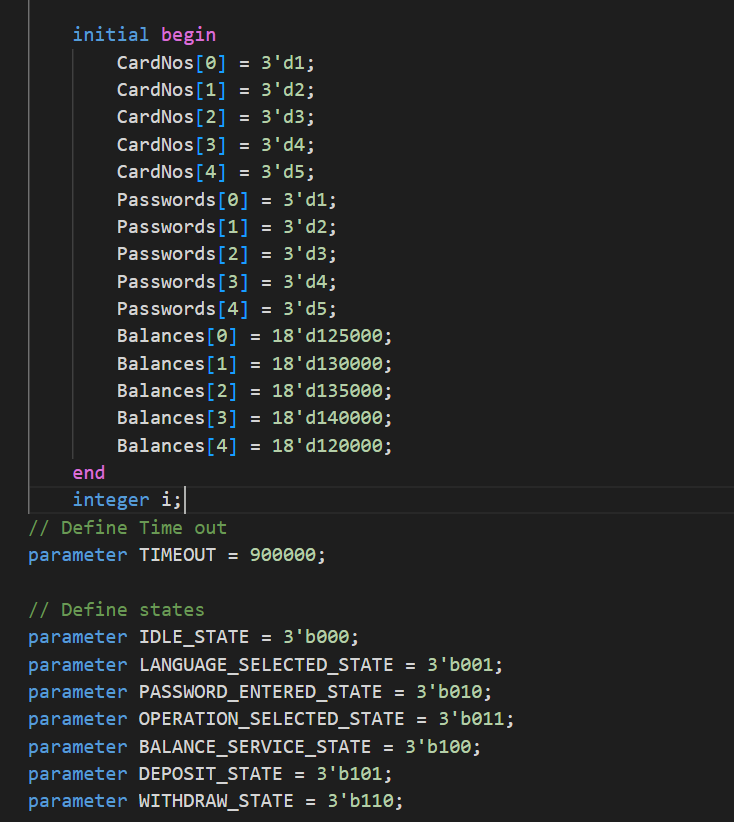 initial begin
CardNos[0] = 3'd1;
CardNos[1] = 3'd2;
CardNos[2] = 3'd3;
CardNos[3] = 3'd4;
CardNos[4] = 3'd5;
Passwords[0] = 3'd1;
Passwords[1] = 3'd2;
Passwords[2] = 3'd3;
Passwords[3] = 3'd4;
Passwords[4] = 3'd5;
Balances[0] = 18'd125000;
Balances[1] = 18'd130000;
Balances[2] = 18'd135000;
Balances[3] = 18'd140000;
Balances[4] = 18'd120000;
end
integer i;
// Define Time out
parameter TIMEOUT = 900000;
// Define states
parameter IDLE_STATE = 3'b000;
parameter LANGUAGE_SELECTED_STATE = 3'b001;
parameter PASSWORD_ENTERED_STATE = 3'b010;
parameter OPERATION_SELECTED_STATE = 3'b011;
parameter BALANCE_SERVICE_STATE = 3'b100;
parameter DEPOSIT_STATE = 3'b101;
parameter WITHDRAW_STATE = 3'b110;